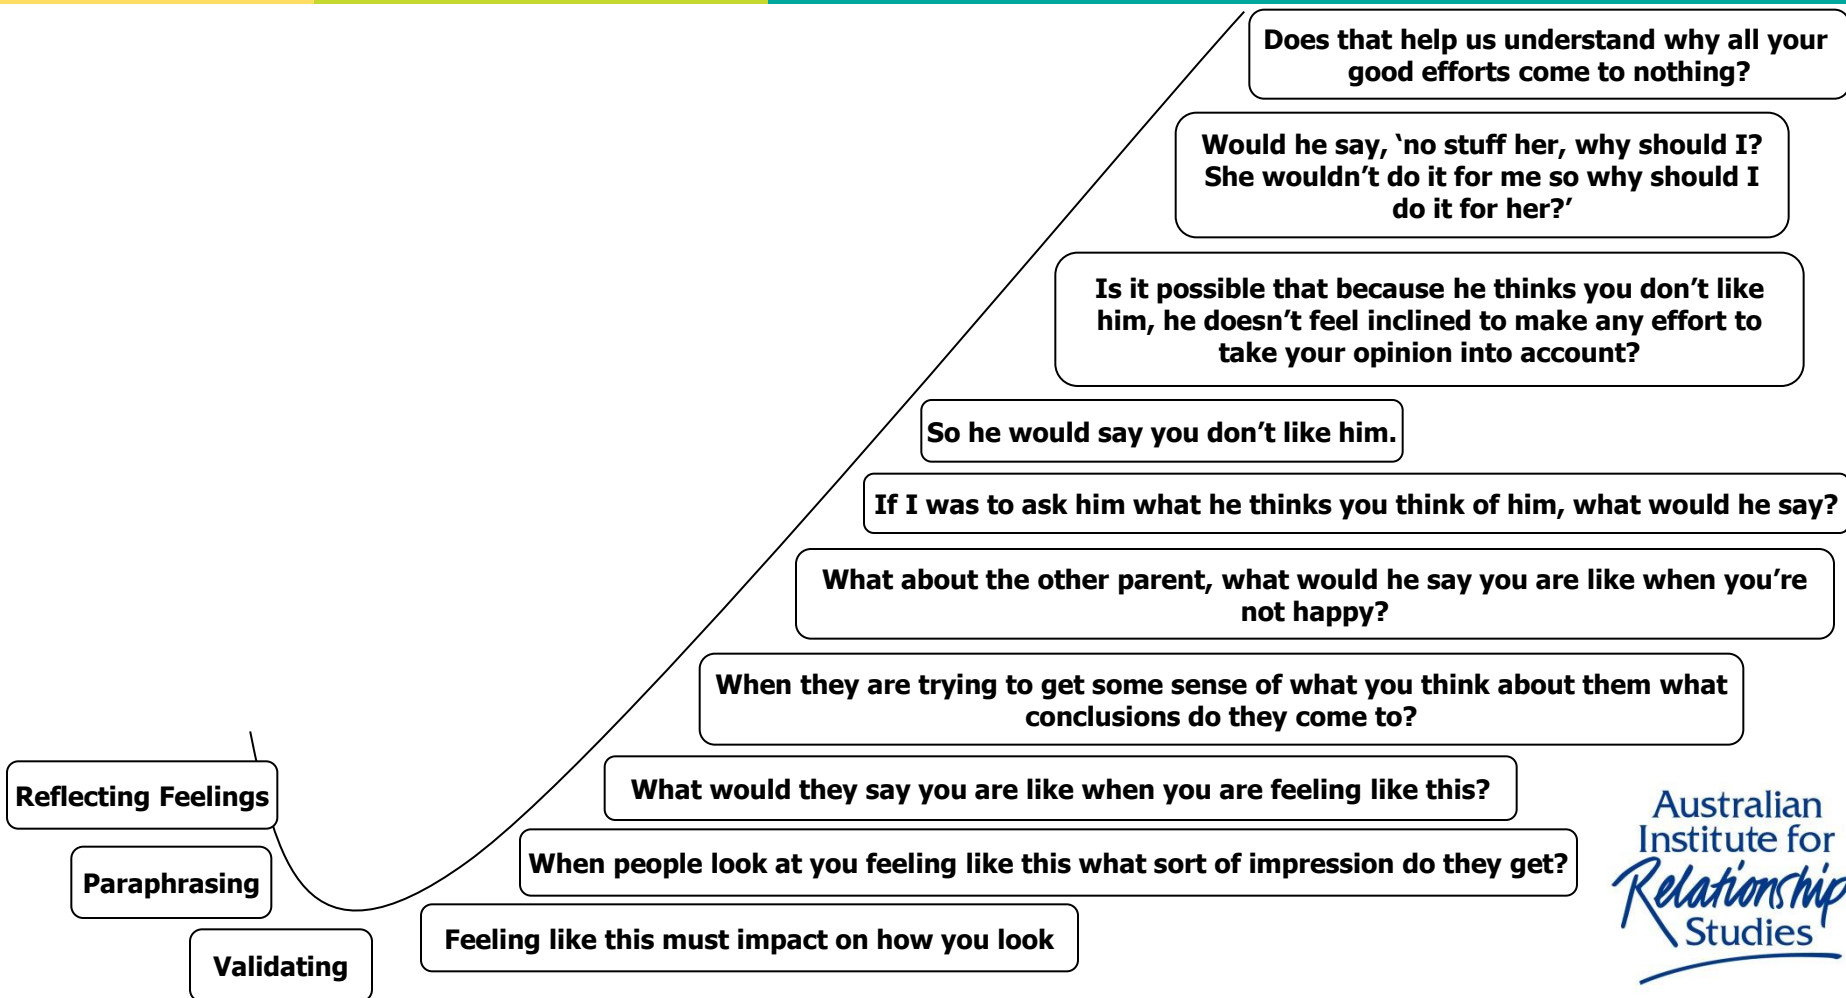 Does that help us understand why all your
good efforts come to nothing?
Would he say, ‘no stuff her, why should I?
She wouldn’t do it for me so why should I
do it for her?’
Is it possible that because he thinks you don’t like
him, he doesn’t feel inclined to make any effort to
take your opinion into account?
So he would say you don’t like him.
If I was to ask him what he thinks you think of him, what would he say?
What about the other parent, what would he say you are like when you’re
not happy?
When they are trying to get some sense of what you think about them what
conclusions do they come to?
What would they say you are like when you are feeling like this?
When people look at you feeling like this what sort of impression do they get?
Feeling like this must impact on how you look
Reflecting Feelings
Paraphrasing
Validating
Australian
Institute for
Relationship
Studies